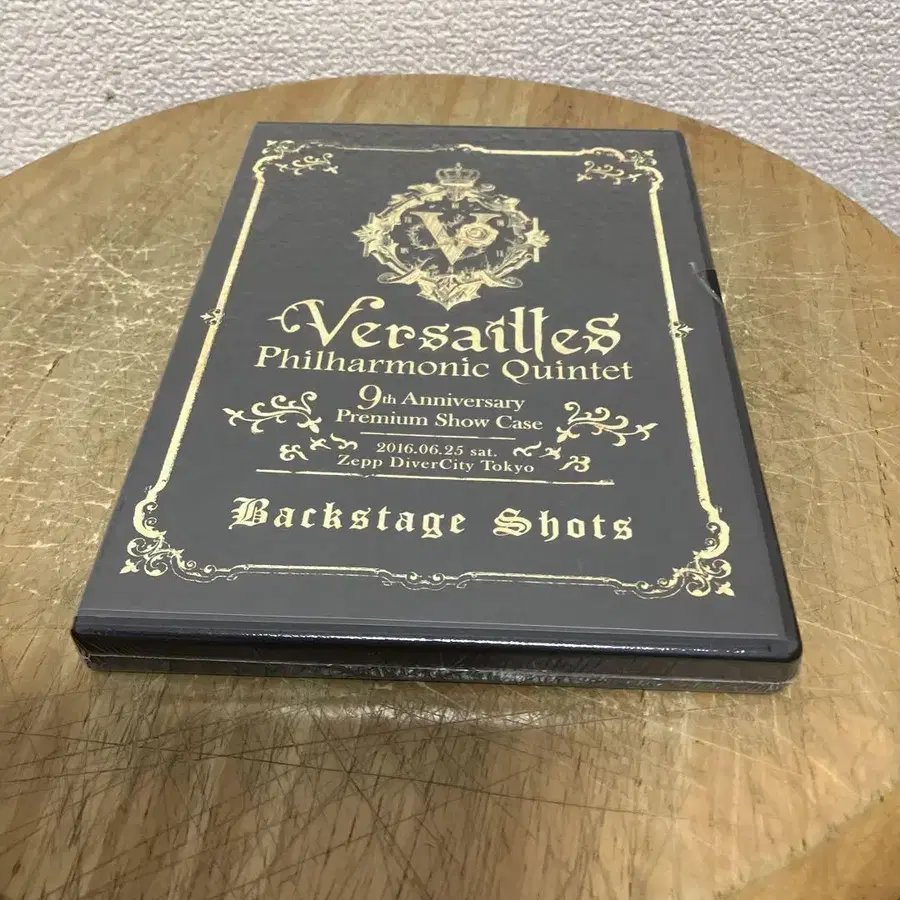 V
Versailles
Philharmonic Quintet
9th Anniversary
Premium Show Case
2016.06.25 sat.
Zepp DiverCity Tokyo
Backstage Shots